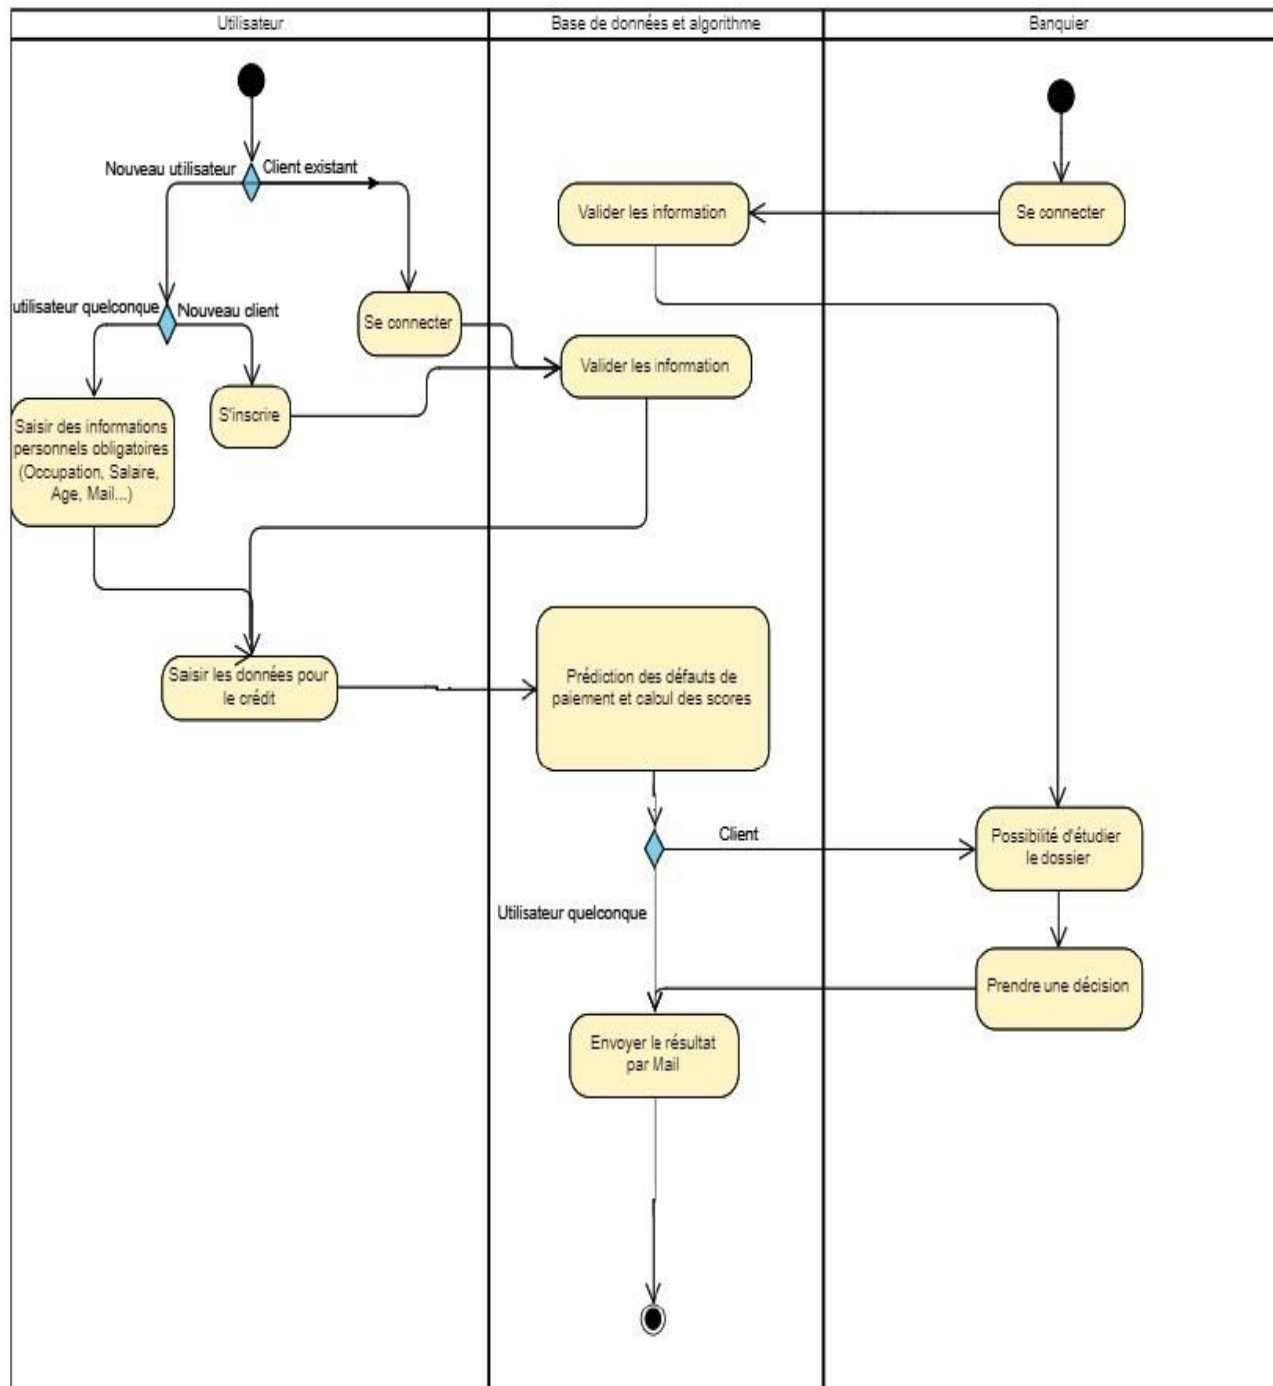 Utilisateur
Base de données et algorithme
Banquier
Nouveau utilisateur
Client existant
Valider les information
Se connecter
utilisateur quelconque
Nouveau client
Se connecter
Valider les information
S'inscrire
Saisir des informations
personnels obligatoires
(Occupation, Salaire,
Age, Mail...)
Saisir les données pour
le crédit
Prédiction des défauts de
paiement et calcul des scores
Client
Possibilité d'étudier
le dossier
Utilisateur quelconque
Prendre une décision
Envoyer le résultat
par Mail